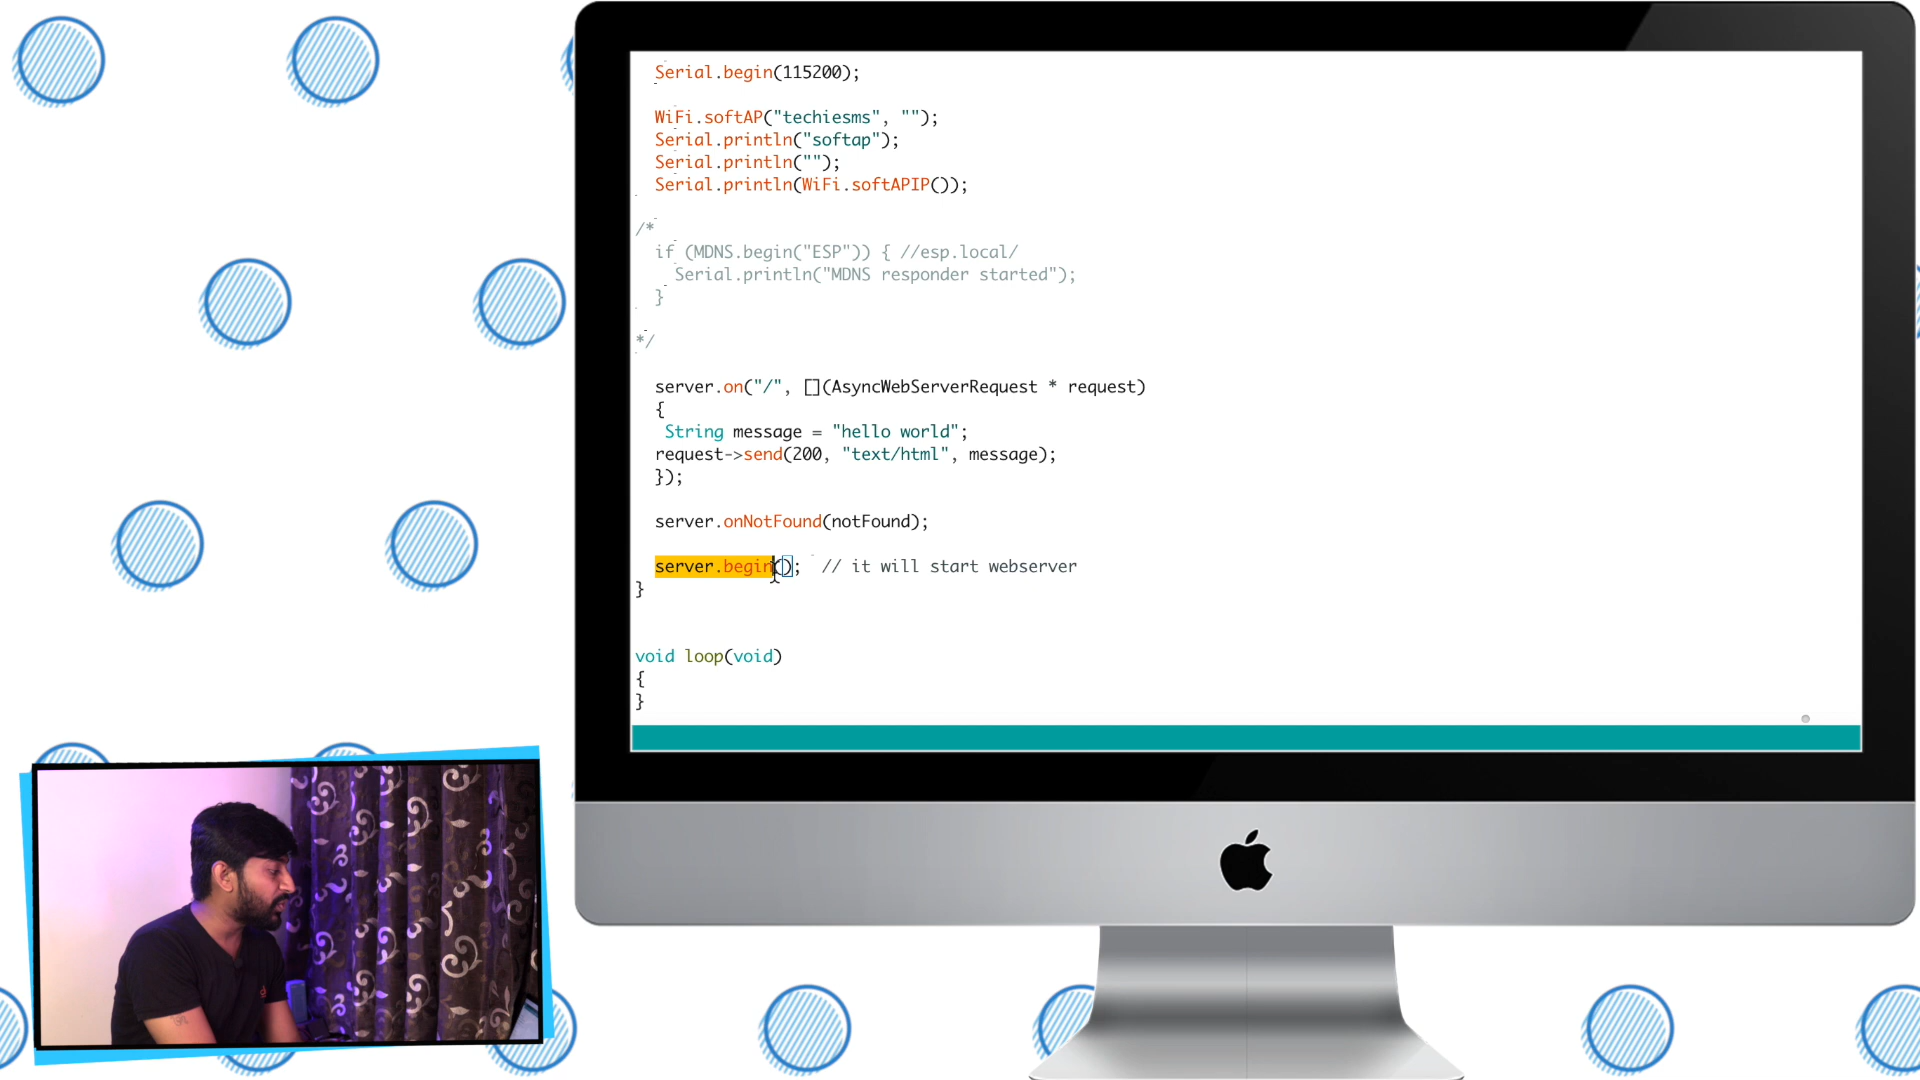 Serial.begin(115200);
WiFi.softAP("techiesms", "");
Serial.println("softap");
Serial.println("");
Serial.println(WiFi.softAPIP());
/*
if (MDNS.begin("ESP")) { //esp.local/
Serial.println("MDNS responder started");
}
*/
server.on("/", [](AsyncWebServerRequest * request)
{
String message = "hello world";
request->send(200, "text/html", message);
});
server.onNotFound(notFound);
server.begin(); // it will start webserver
}
void loop(void)
{
}